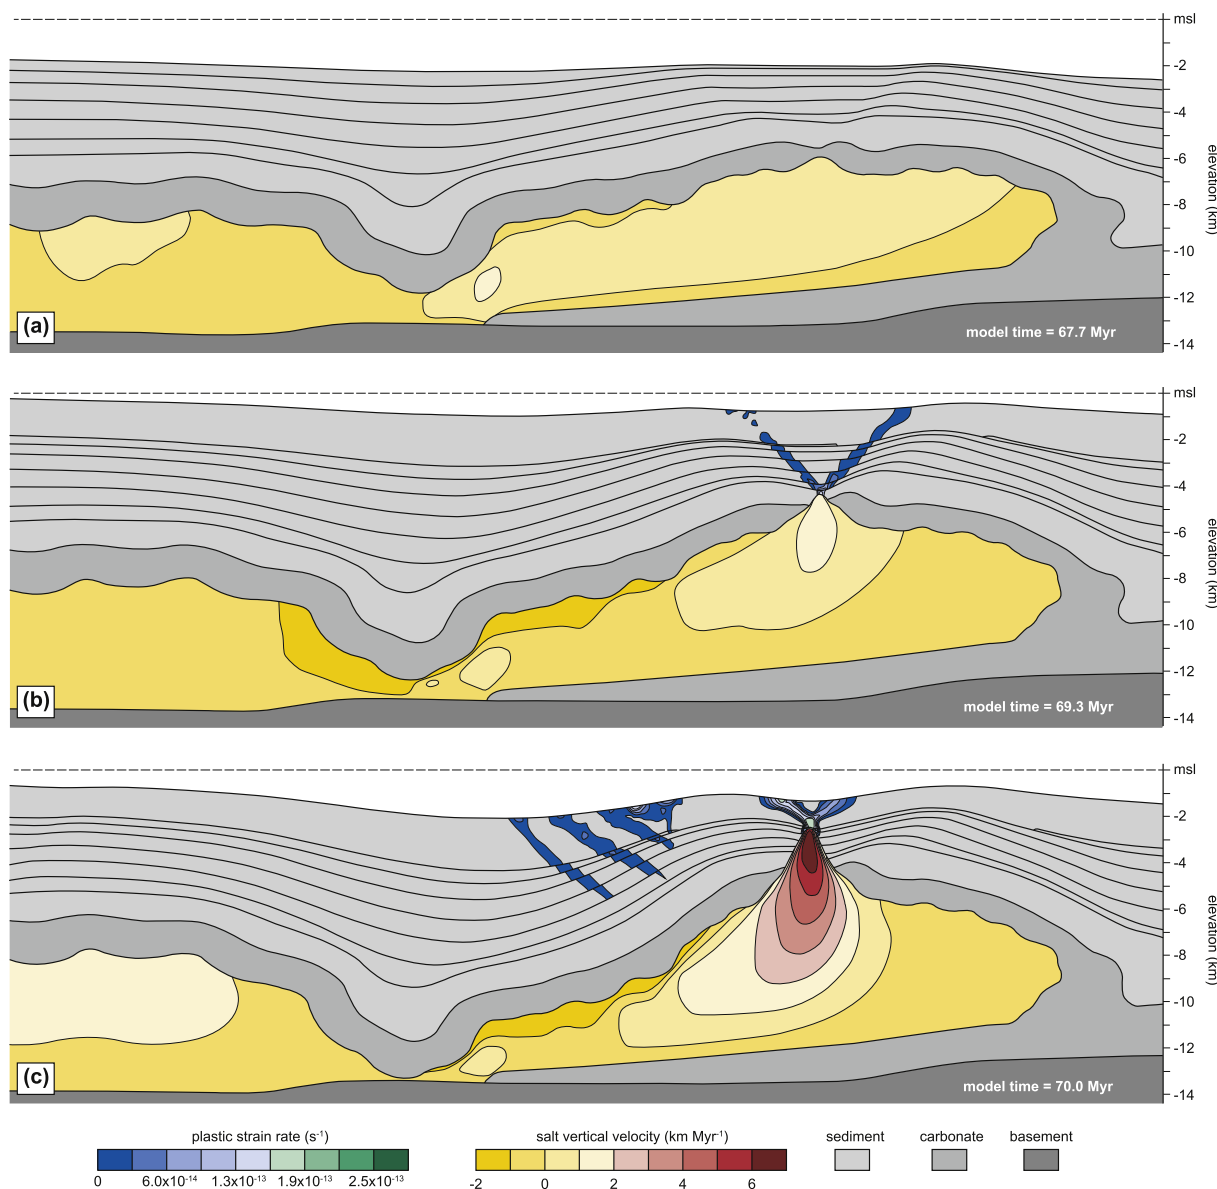 msl
-2
-4
-6
-8
-10
-12
-14
elevation (km)
(a)
model time = 67.7 Myr
msl
-2
-4
-6
-8
-10
-12
-14
elevation (km)
(b)
model time = 69.3 Myr
msl
-2
-4
-6
-8
-10
-12
-14
elevation (km)
(c)
model time = 70.0 Myr
plastic strain rate (s⁻¹)
0 6.0x10⁻¹⁴ 1.3x10⁻¹³ 1.9x10⁻¹³ 2.5x10⁻¹³
salt vertical velocity (km Myr⁻¹)
-2 0 2 4 6
sediment carbonate basement